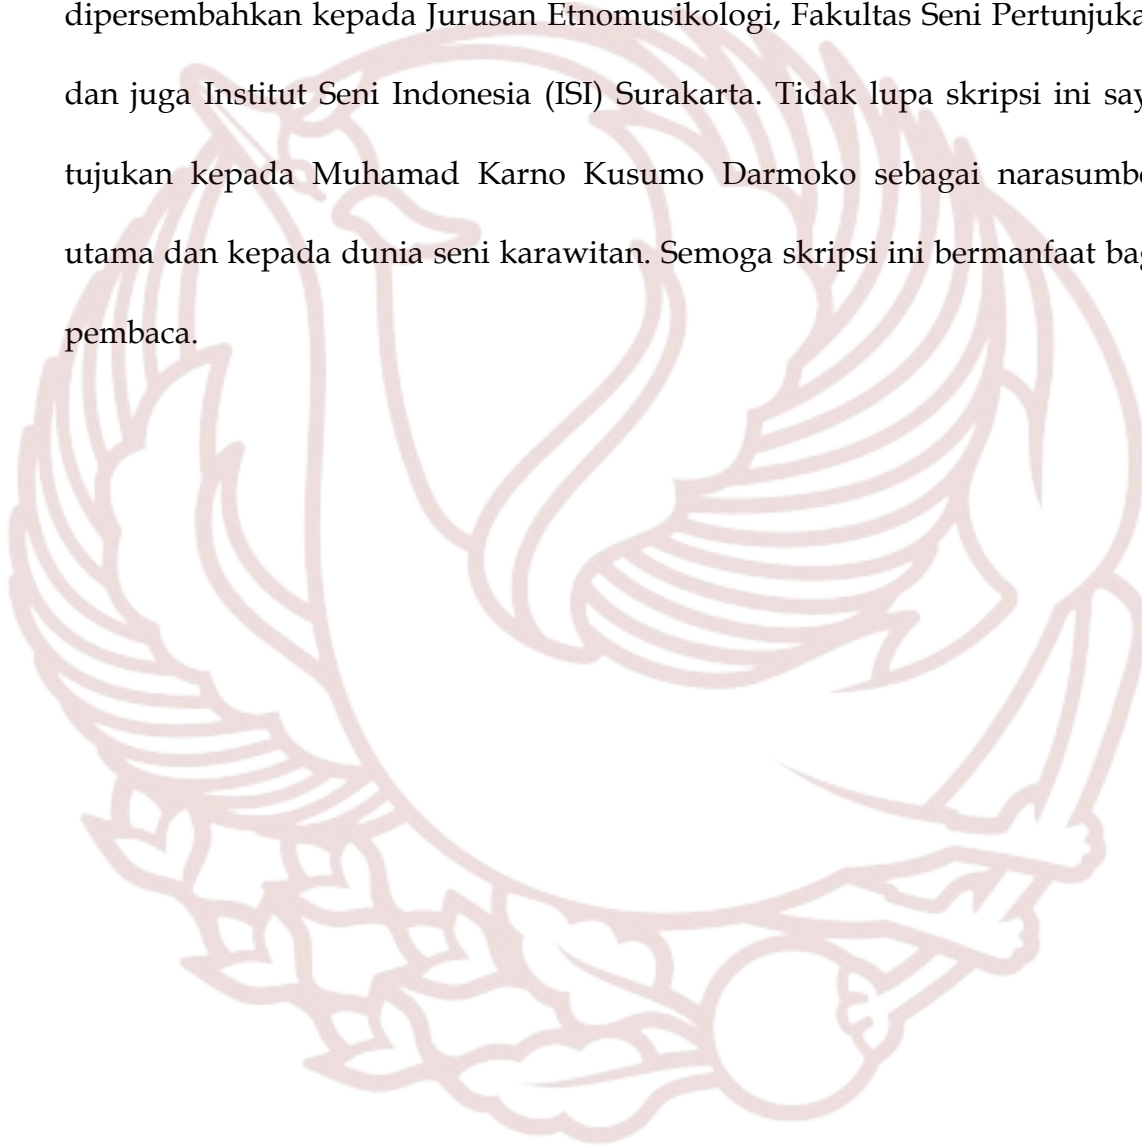 dipersembahkan kepada Jurusan Etnomusikologi, Fakultas Seni Pertunjuka
dan juga Institut Seni Indonesia (ISI) Surakarta. Tidak lupa skripsi ini say
tujukan kepada Muhamad Karno Kusumo Darmoko sebagai narasumbe
utama dan kepada dunia seni karawitan. Semoga skripsi ini bermanfaat bag
pembaca.